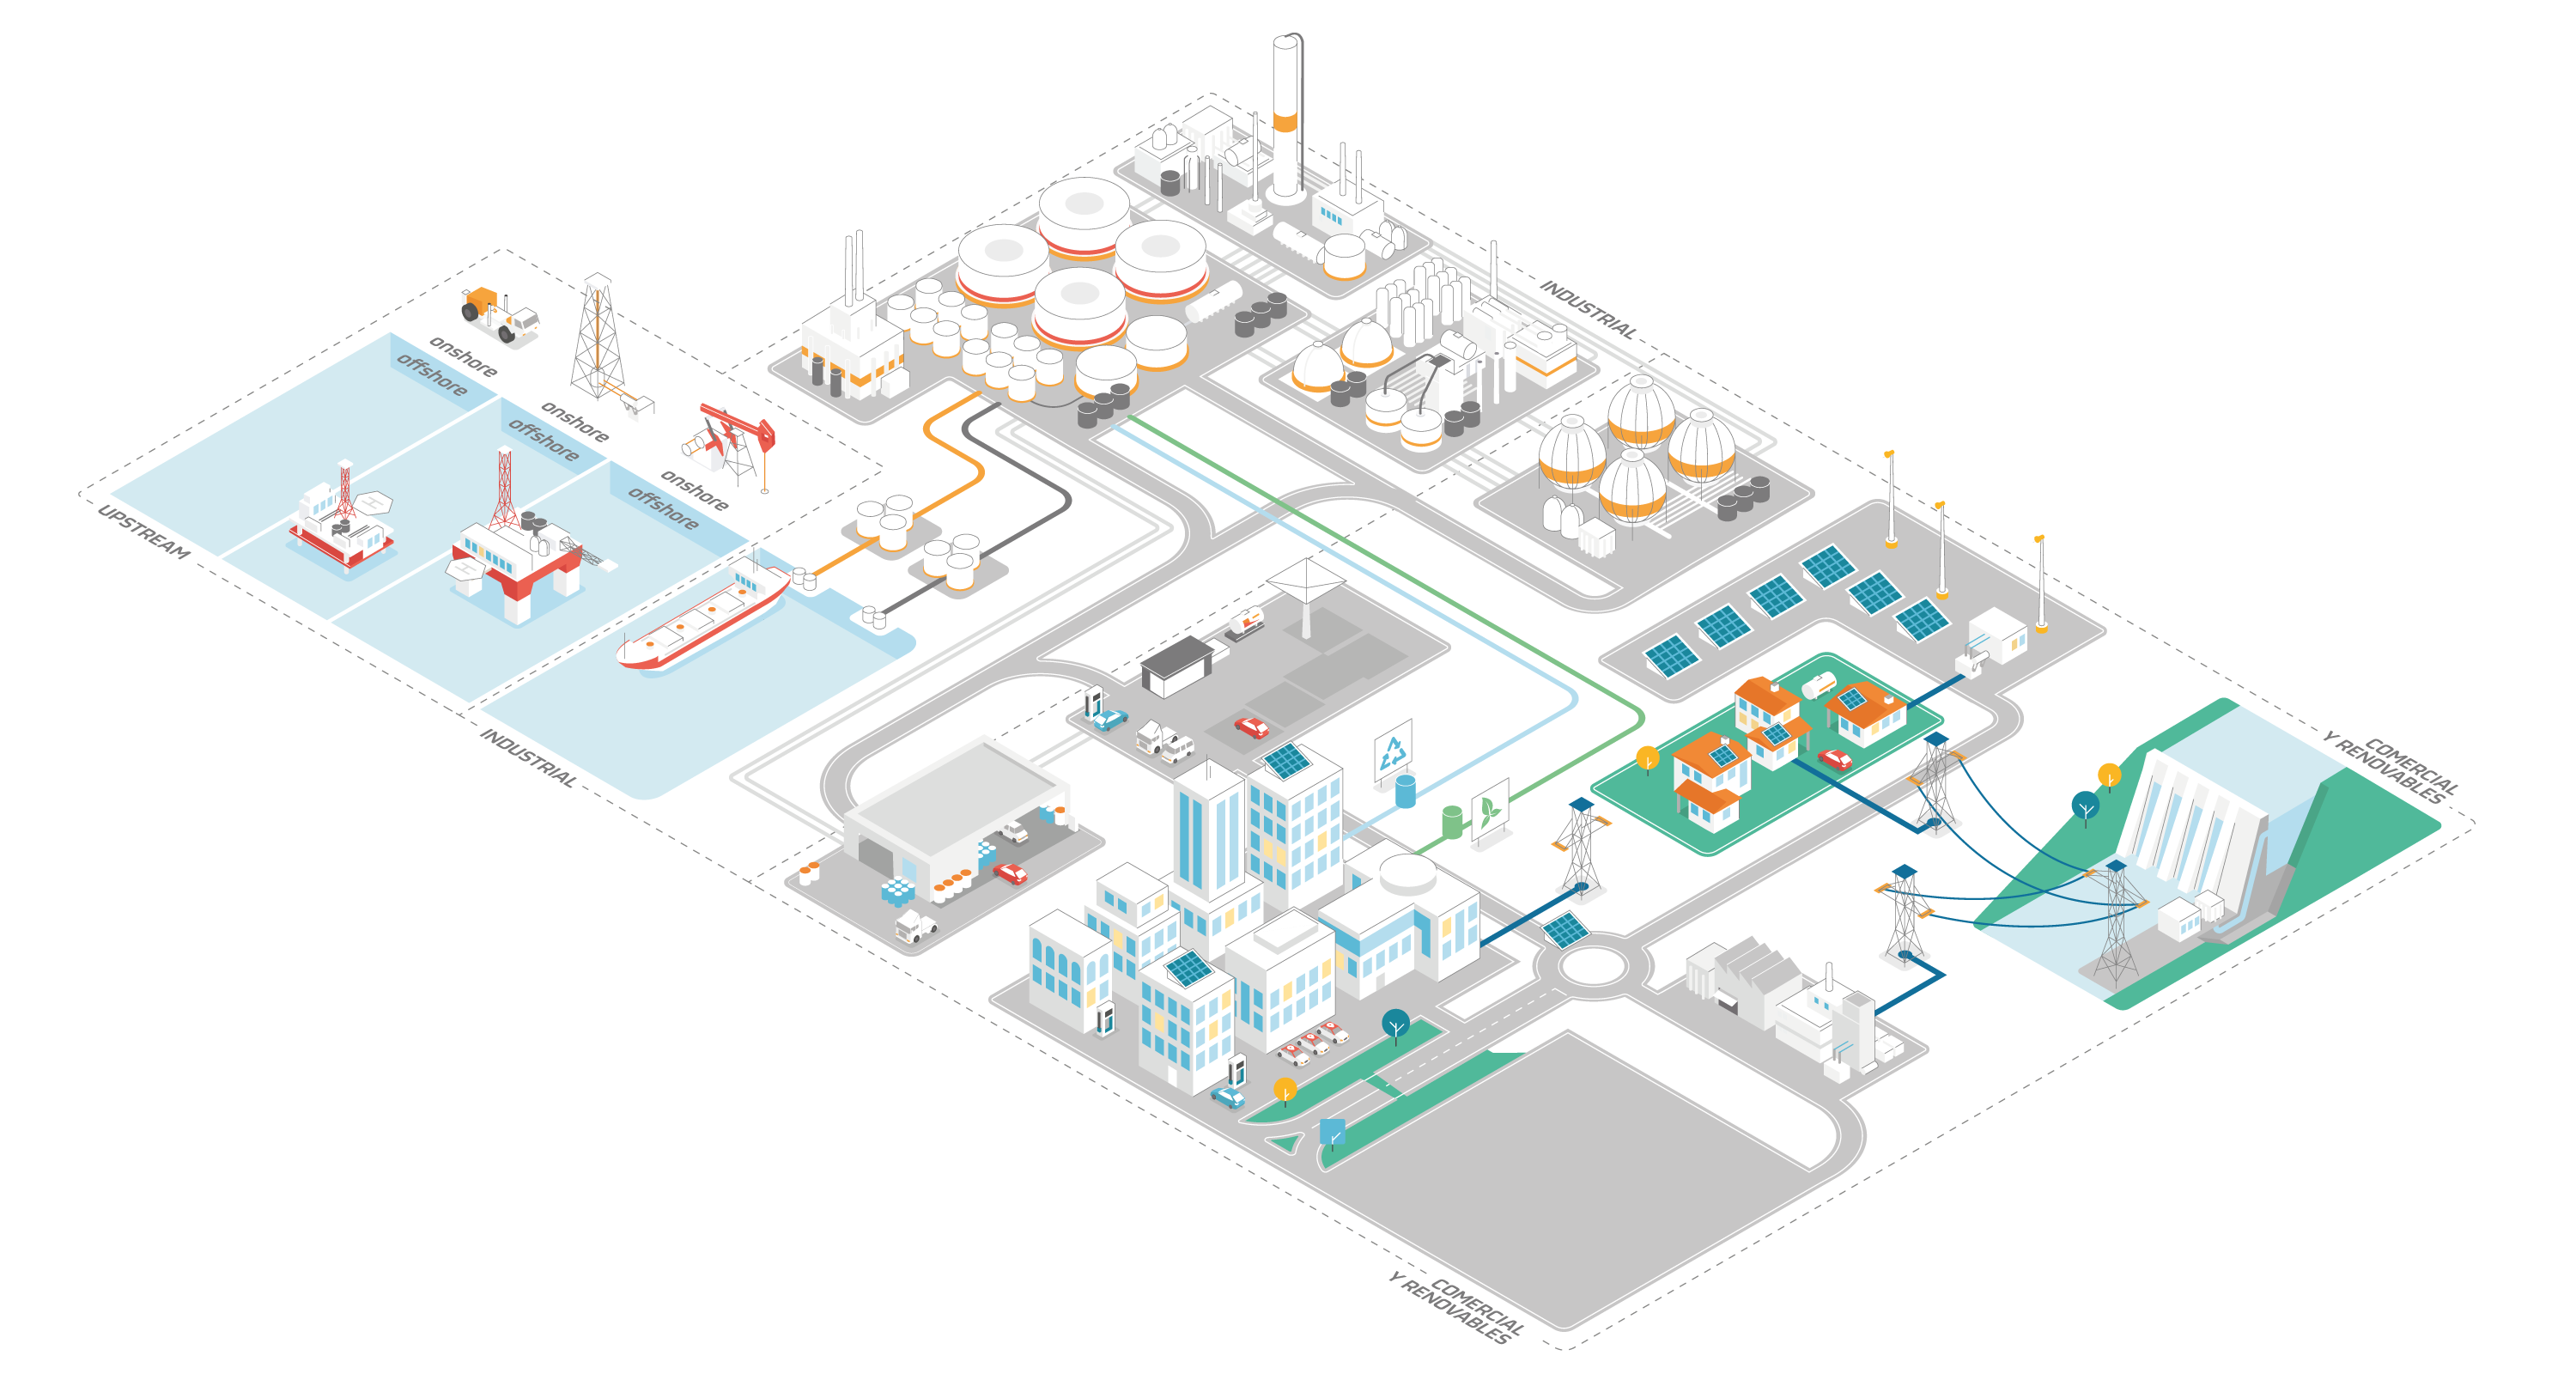 INDUSTRIAL
onshore
offshore
onshore
offshore
onshore
offshore
UPSTREAM
INDUSTRIAL
COMERCIAL
Y RENOVABLES
COMERCIAL
Y RENOVABLES
H
H